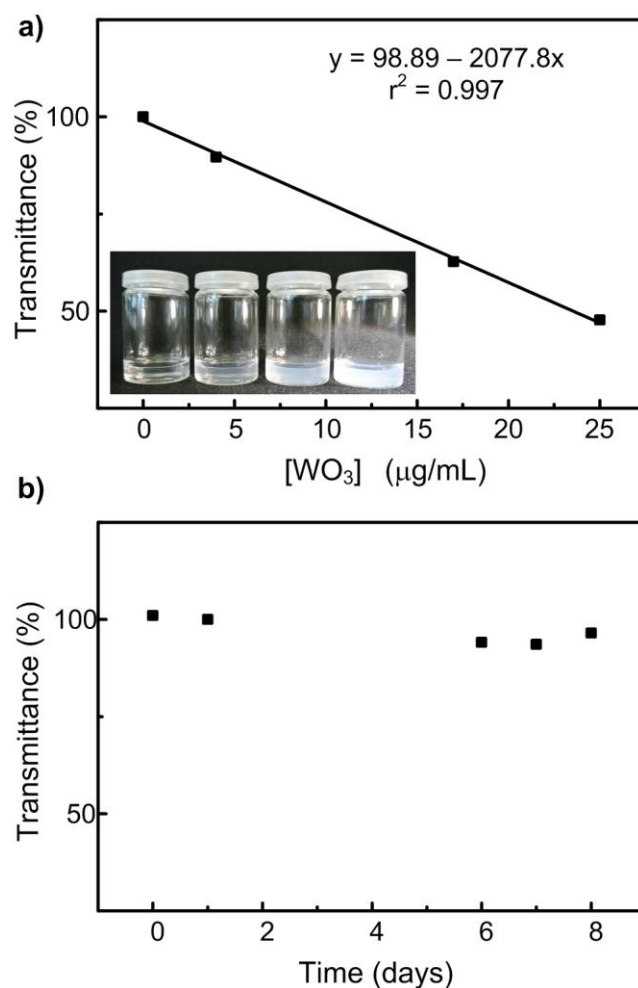 a)
y = 98.89 – 2077.8x
r² = 0.997
Transmittance (%)
100
50
0 5 10 15 20 25
[WO₃] (μg/mL)
b)
Transmittance (%)
100
50
0 2 4 6 8
Time (days)